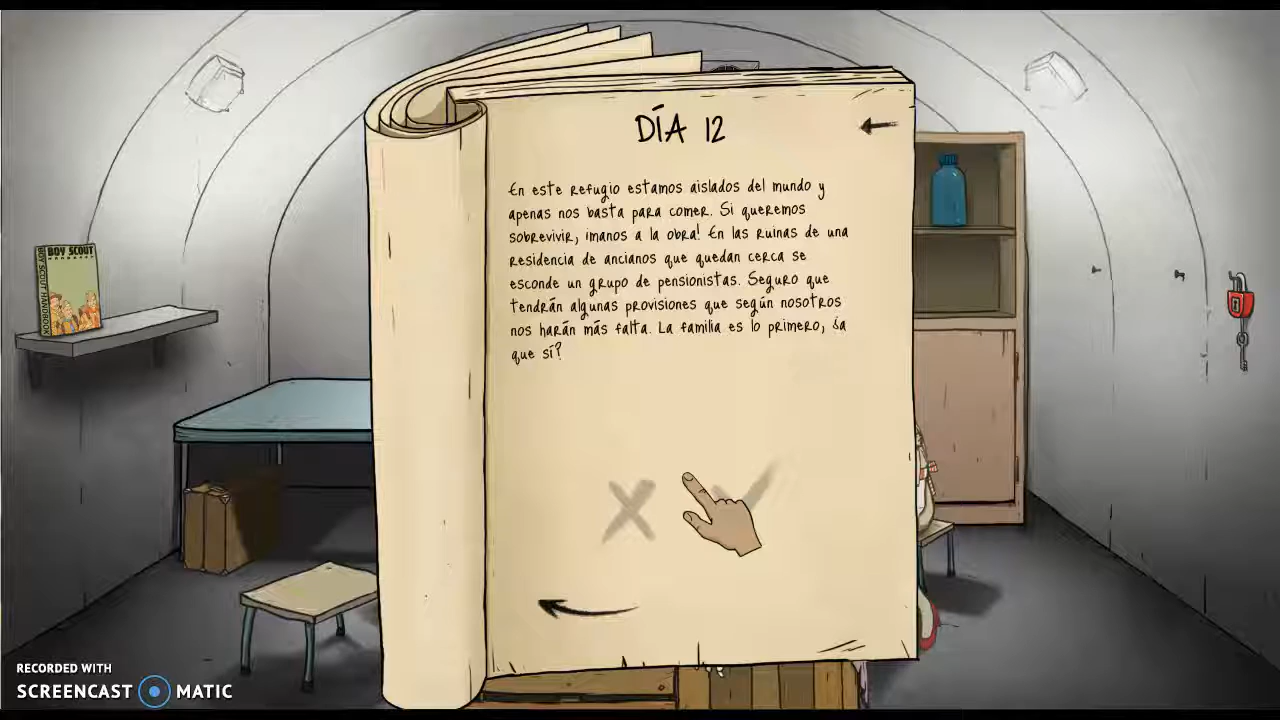 DÍA 12
En este refugio estamos aislados del mundo y
apenas nos basta para comer. Si queremos
sobrevivir, ¡manos a la obra! En las ruinas de una
residencia de ancianos que quedan cerca se
esconde un grupo de pensionistas. Seguro que
tendrán algunas provisiones que según nosotros
nos harán más falta. La familia es lo primero, ¿a
que sí?
BOY SCOUT
BOY SCOUT HANDBOOK
RECORDED WITH
SCREENCAST MATIC